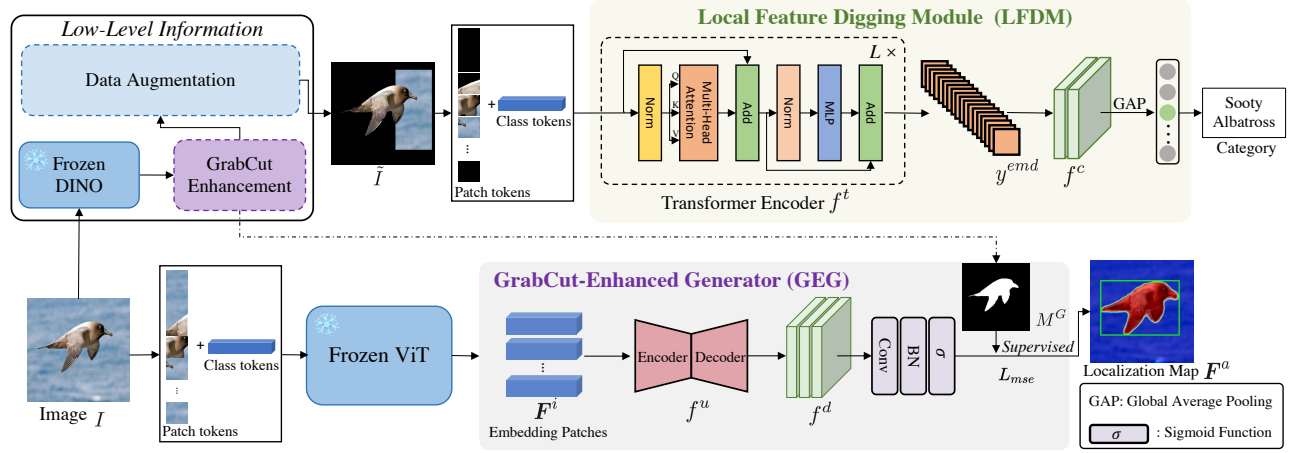 Low-Level Information
Data Augmentation
Frozen
DINO
GrabCut
Enhancement
Ĩ
+
Class tokens
⋮
Patch tokens
Local Feature Digging Module (LFDM)
L ×
Norm
Q
K
V
Multi-Head
Attention
Add
Norm
MLP
Add
Transformer Encoder f^t
y^{emd}
f^c
GAP
⋮
Sooty
Albatross
Category
Image I
+
Class tokens
⋮
Patch tokens
Frozen ViT
GrabCut-Enhanced Generator (GEG)
⋮
F^i
Embedding Patches
Encoder
Decoder
f^u
f^d
Conv
BN
σ
M^G
Supervised
L_{mse}
Localization Map F^a
GAP: Global Average Pooling
σ : Sigmoid Function